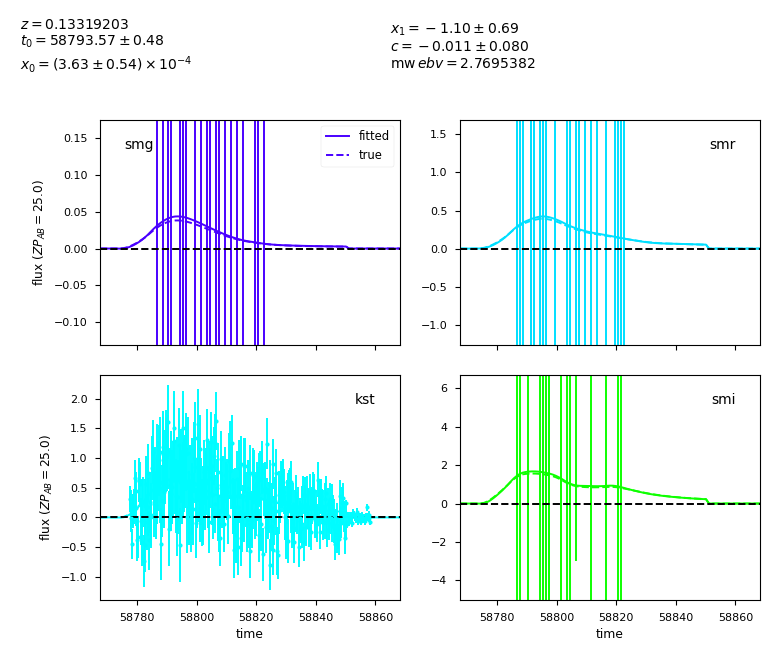 z = 0.13319203
t₀ = 58793.57 ± 0.48
x₀ = (3.63 ± 0.54) × 10⁻⁴
x₁ = −1.10 ± 0.69
c = −0.011 ± 0.080
mw ebv = 2.7695382
smg
fitted
true
0.15
0.10
0.05
0.00
−0.05
−0.10
flux (ZP_AB = 25.0)
smr
1.5
1.0
0.5
0.0
−0.5
−1.0
kst
2.0
1.5
1.0
0.5
0.0
−0.5
−1.0
flux (ZP_AB = 25.0)
58780 58800 58820 58840 58860
time
smi
6
4
2
0
−2
−4
58780 58800 58820 58840 58860
time